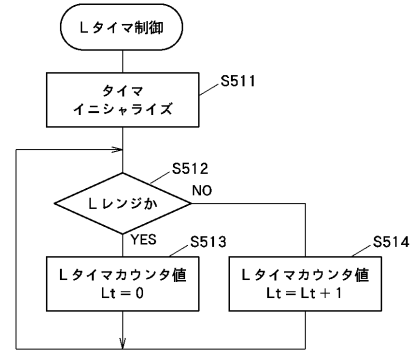 Lタイマ制御
S511
タイマ
イニシャライズ
S512
Lレンジか
NO
YES
S513
S514
Lタイマカウンタ値
Lt=0
Lタイマカウンタ値
Lt=Lt+1